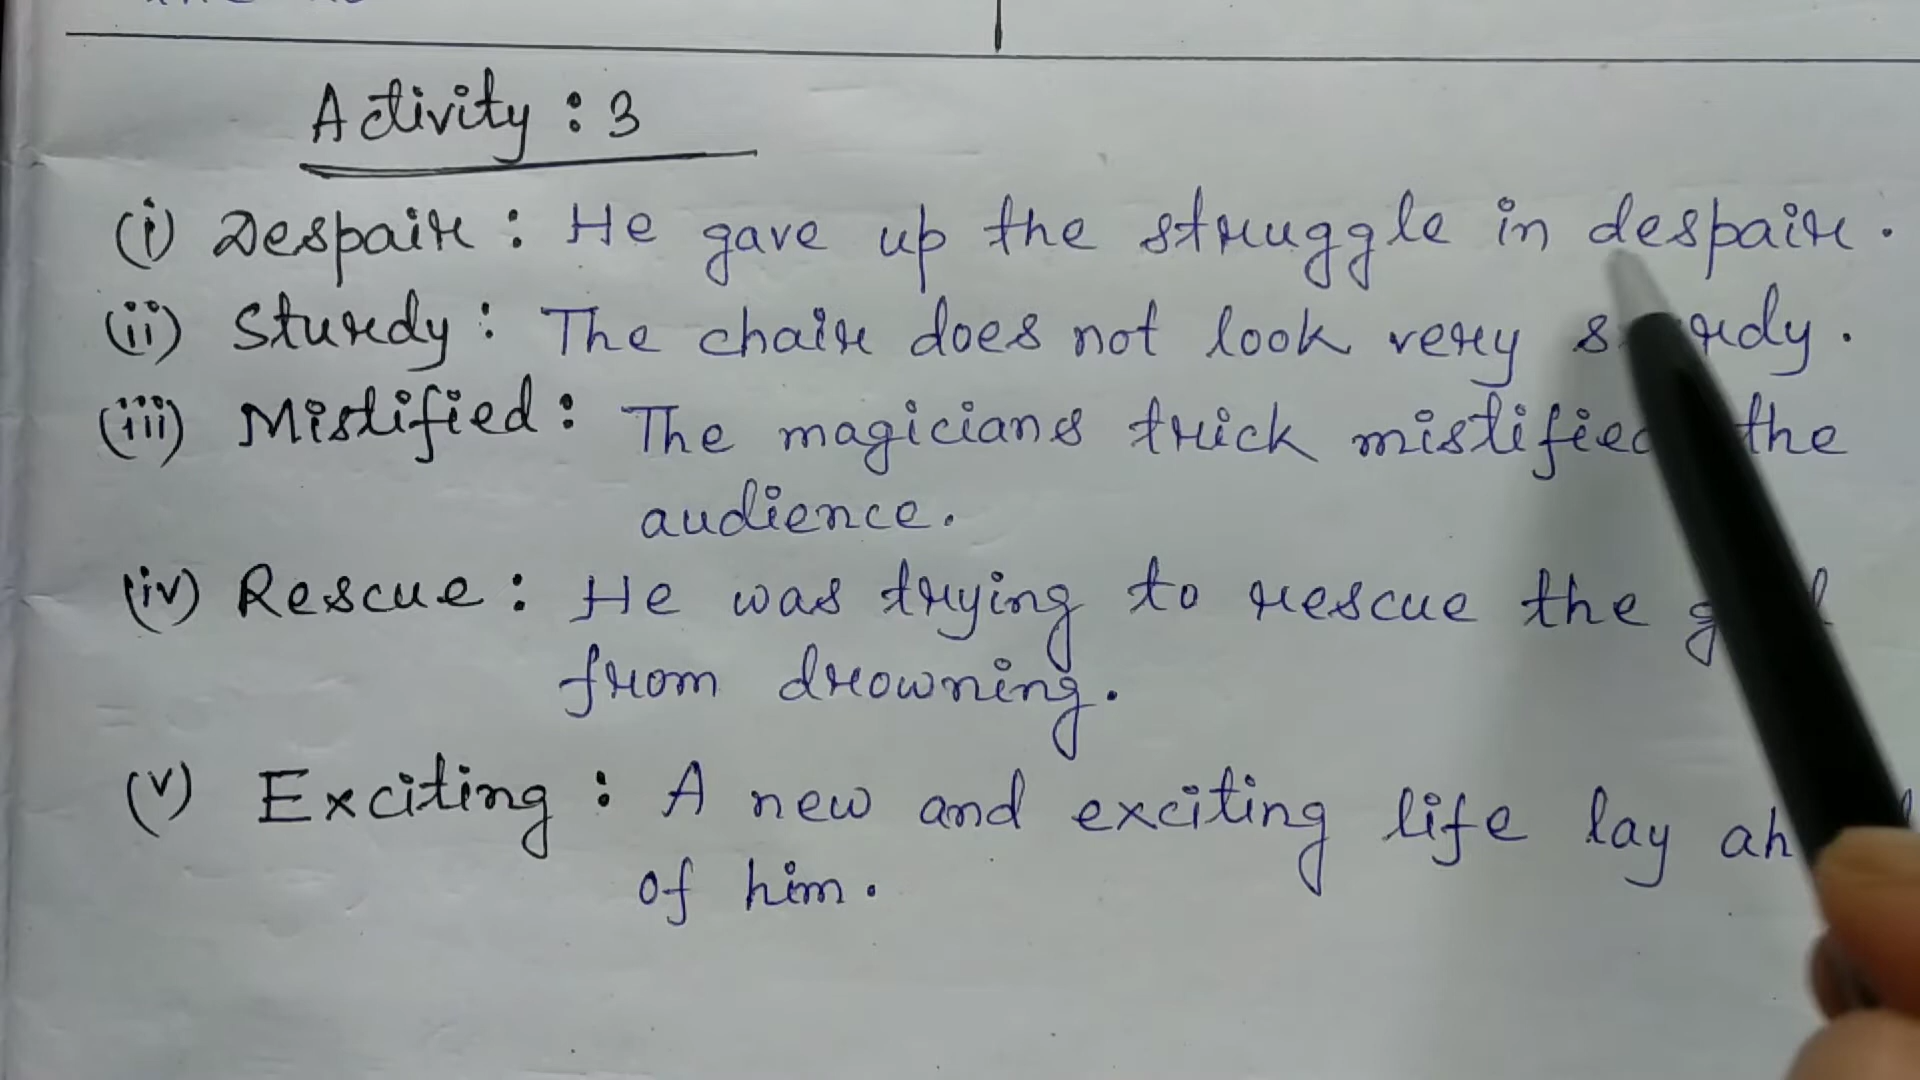 Activity : 3
(i) Despair : He gave up the struggle in despair.
(ii) Sturdy : The chair does not look very
(iii) Mistified : The magicians trick mistified the
audience.
(iv) Rescue : He was trying to rescue the
from drowning.
(v) Exciting : A new and exciting life lay
of him.